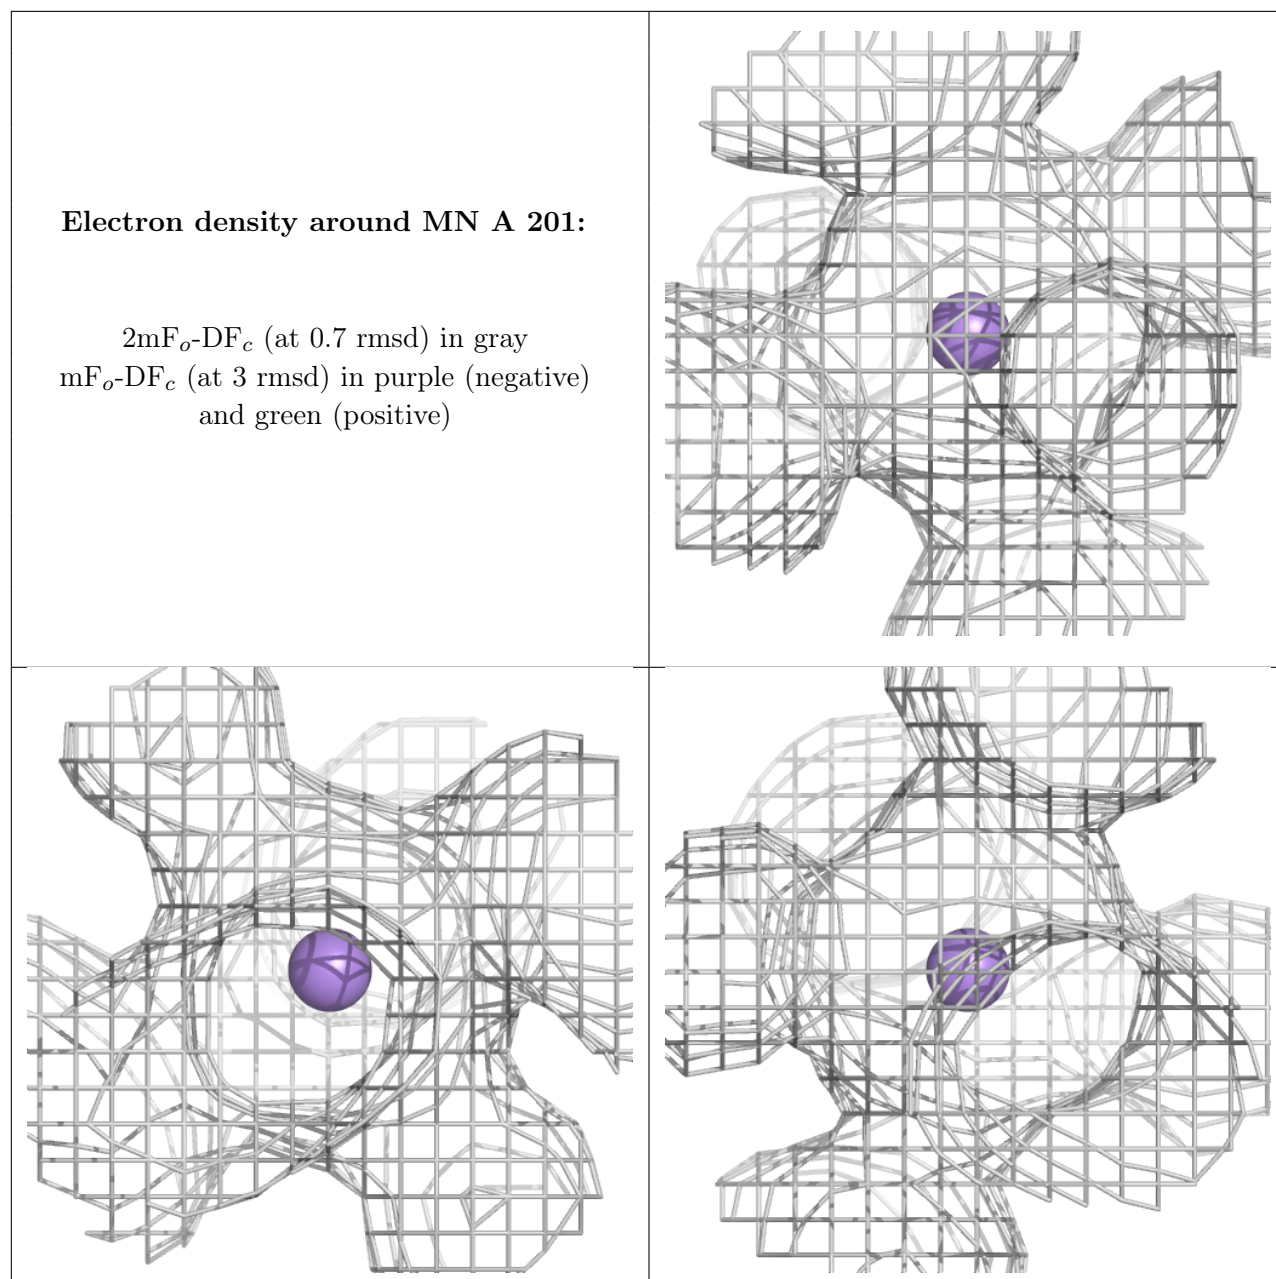 Electron density around MN A 201:
2mFo-DFc (at 0.7 rmsd) in gray
mFo-DFc (at 3 rmsd) in purple (negative)
and green (positive)